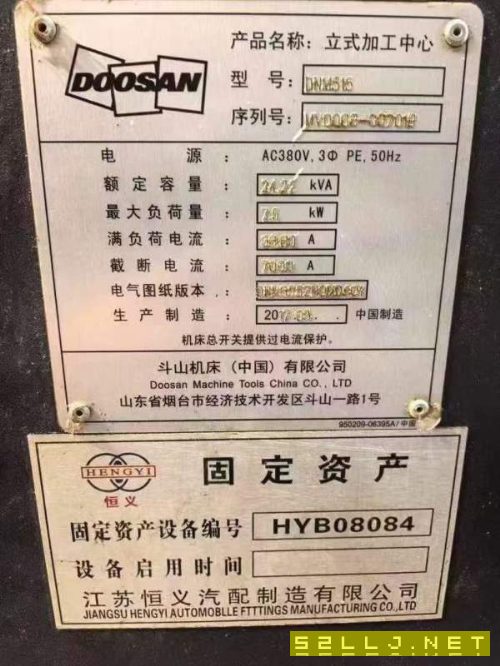 DOOSAN
产品名称: 立式加工中心
型 号: DNM515
序列号: MV0008-007019
电 源: AC380V, 3Φ PE, 50Hz
额定容量: kVA
最大负荷量: kW
满负荷电流: A
截断电流: A
电气图纸版本:
生产制造: 中国制造
机床总开关提供过电流保护。
斗山机床(中国)有限公司
Doosan Machine Tools China CO., LTD
山东省烟台市经济技术开发区斗山一路1号
950209-06395A/中国
HENGYI
恒义
固定资产
固定资产设备编号 HYB08084
设备启用时间
江苏恒义汽配制造有限公司
JIANGSU HENGYI AUTOMOBLLE FTTTINGS MANUFACTURING CO.,LTD
52LLJ.NET